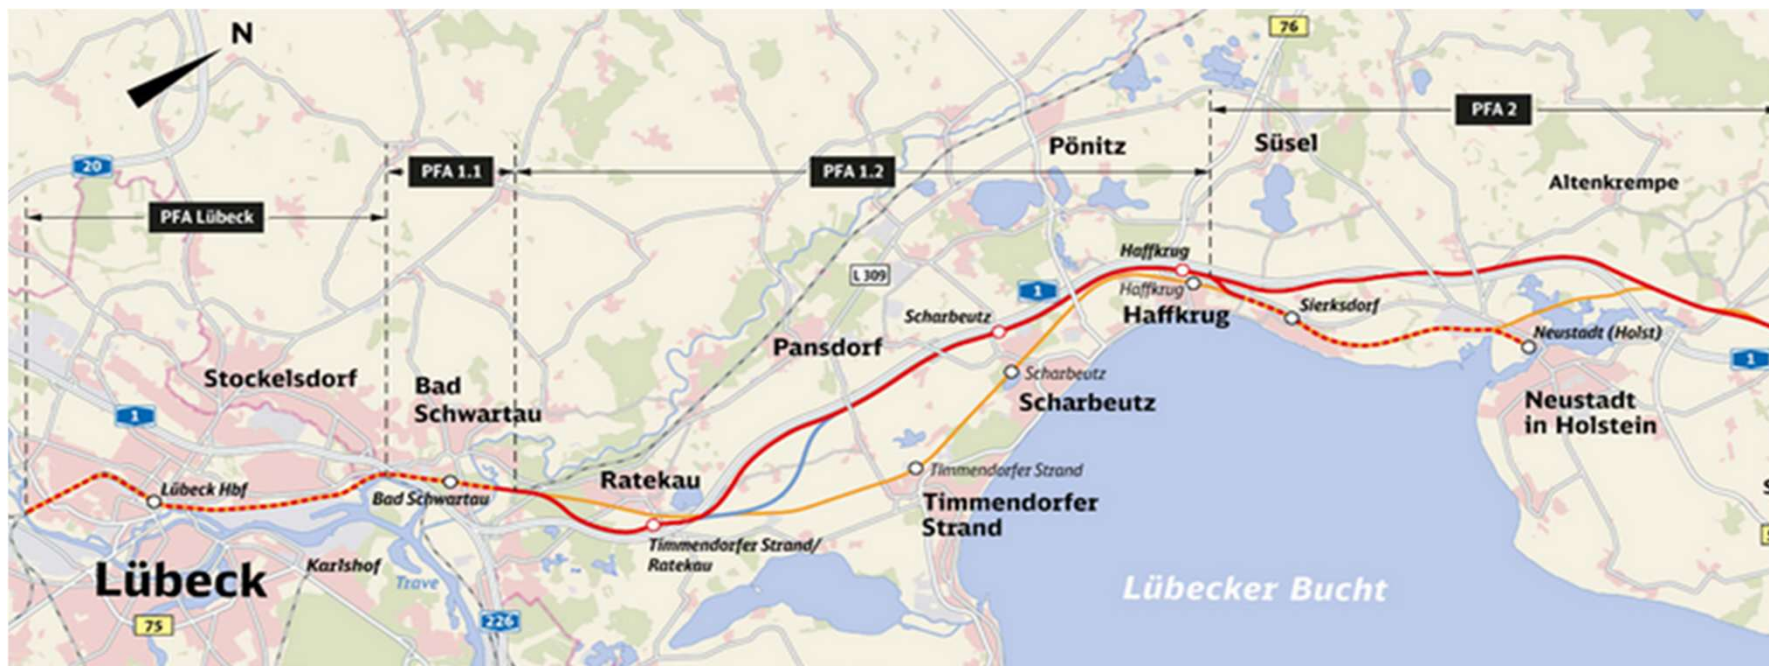 N
76
PFA 2
20
PFA 1.1
PFA 1.2
Pönitz
Süsel
Altenkrempe
PFA Lübeck
Haffkrug
L 309
1
Haffkrug
Haffkrug
Sierksdorf
Scharbeutz
Neustadt (Holst)
Pansdorf
1
Stockelsdorf
Bad
Schwartau
Scharbeutz
Scharbeutz
1
Neustadt
in Holstein
Ratekau
Timmendorfer Strand
Lübeck Hbf
Bad Schwartau
Timmendorfer
Strand
Timmendorfer Strand/
Ratekau
Karlshof
Trave
Lübeck
Lübecker Bucht
226
75